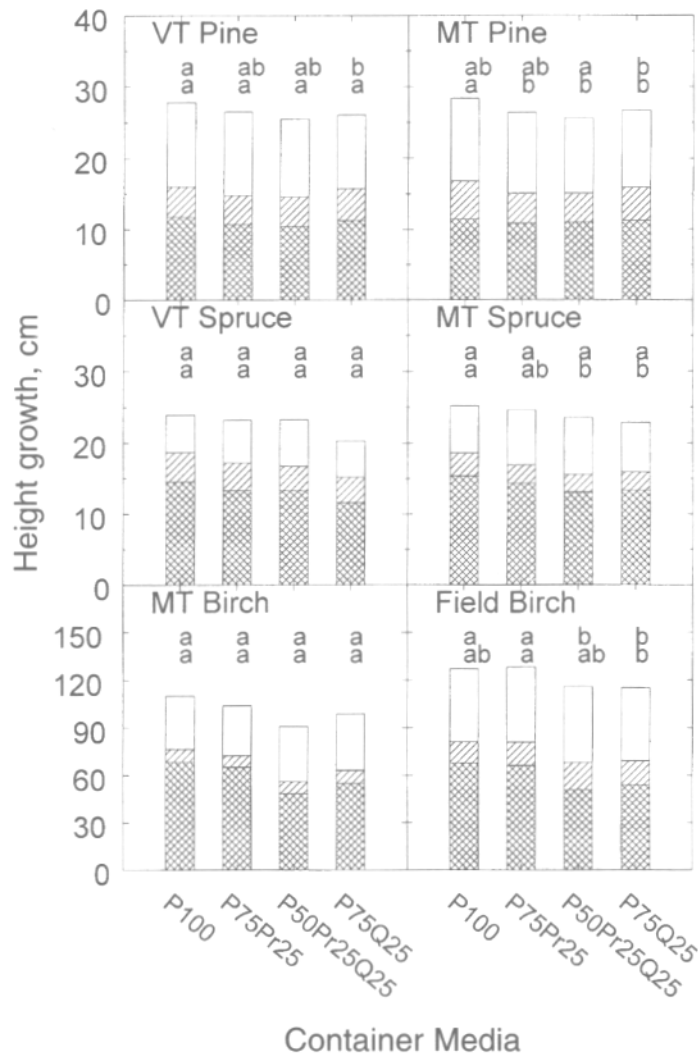 40
VT Pine
MT Pine
a ab ab b
a a a a
ab ab a b
a b b b
30
20
10
0
VT Spruce
MT Spruce
a a a a
a a a a
a a a a
a ab b b
30
20
10
0
MT Birch
Field Birch
150
a a a a
a a a a
a a b b
ab a ab b
120
90
60
30
0
Height growth, cm
P100
P75Pr25
P50Pr25Q25
P75Q25
P100
P75Pr25
P50Pr25Q25
P75Q25
Container Media